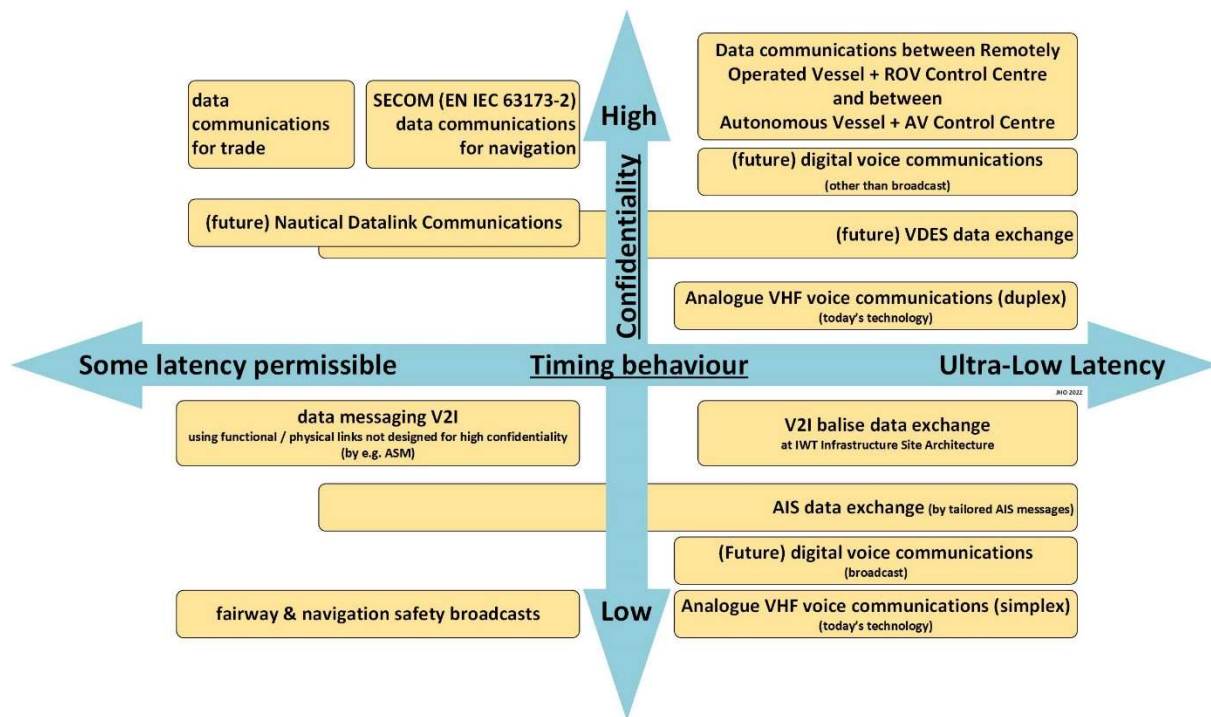 data
communications
for trade
SECOM (EN IEC 63173-2)
data communications
for navigation
High
Data communications between Remotely
Operated Vessel + ROV Control Centre
and between
Autonomous Vessel + AV Control Centre
(future) digital voice communications
(other than broadcast)
Confidentiality
(future) Nautical Datalink Communications
(future) VDES data exchange
Analogue VHF voice communications (duplex)
(today's technology)
Some latency permissible
Timing behaviour
Ultra-Low Latency
JHO 2022
data messaging V2I
using functional / physical links not designed for high confidentiality
(by e.g. ASM)
V2I balise data exchange
at IWT Infrastructure Site Architecture
AIS data exchange (by tailored AIS messages)
(Future) digital voice communications
(broadcast)
fairway & navigation safety broadcasts
Low
Analogue VHF voice communications (simplex)
(today's technology)